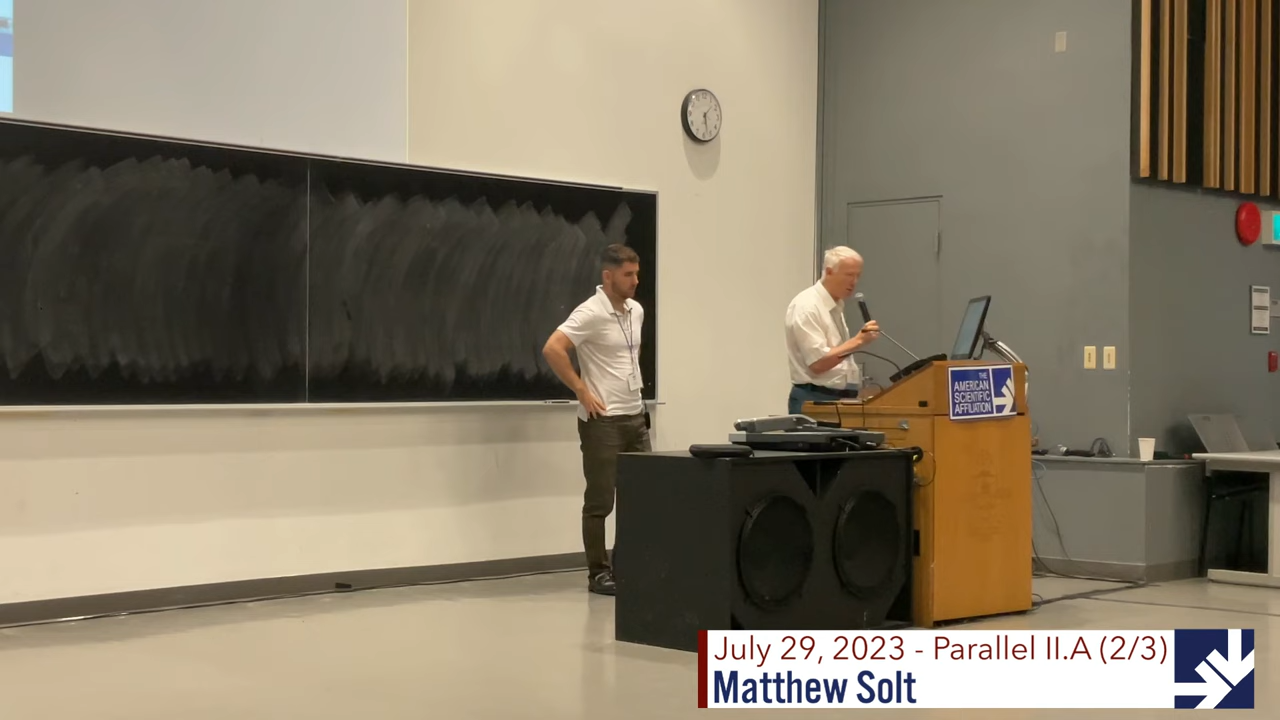 THE
AMERICAN
SCIENTIFIC
AFFILIATION
July 29, 2023 - Parallel II.A (2/3)
Matthew Solt